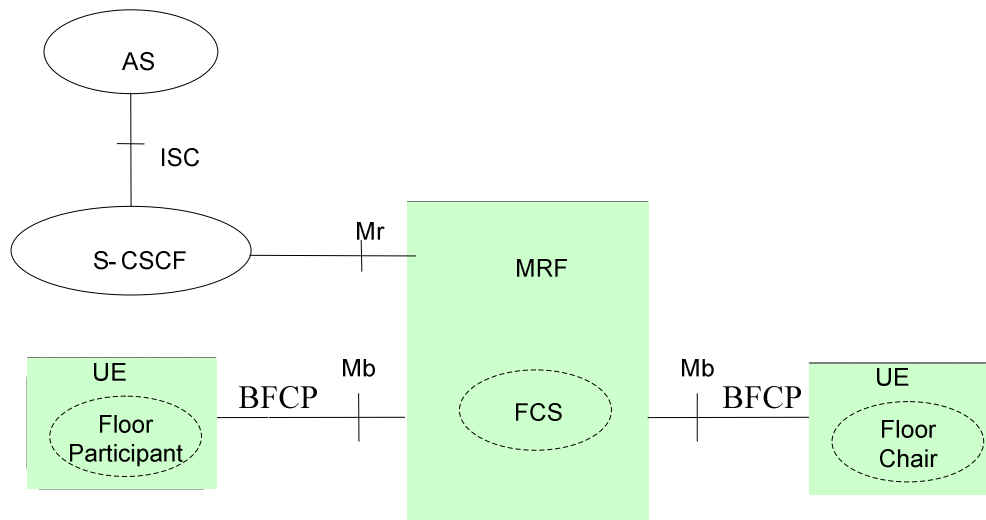 AS
ISC
S-CSCF
Mr
MRF
UE
Floor
Participant
BFCP
Mb
FCS
Mb
BFCP
UE
Floor
Chair